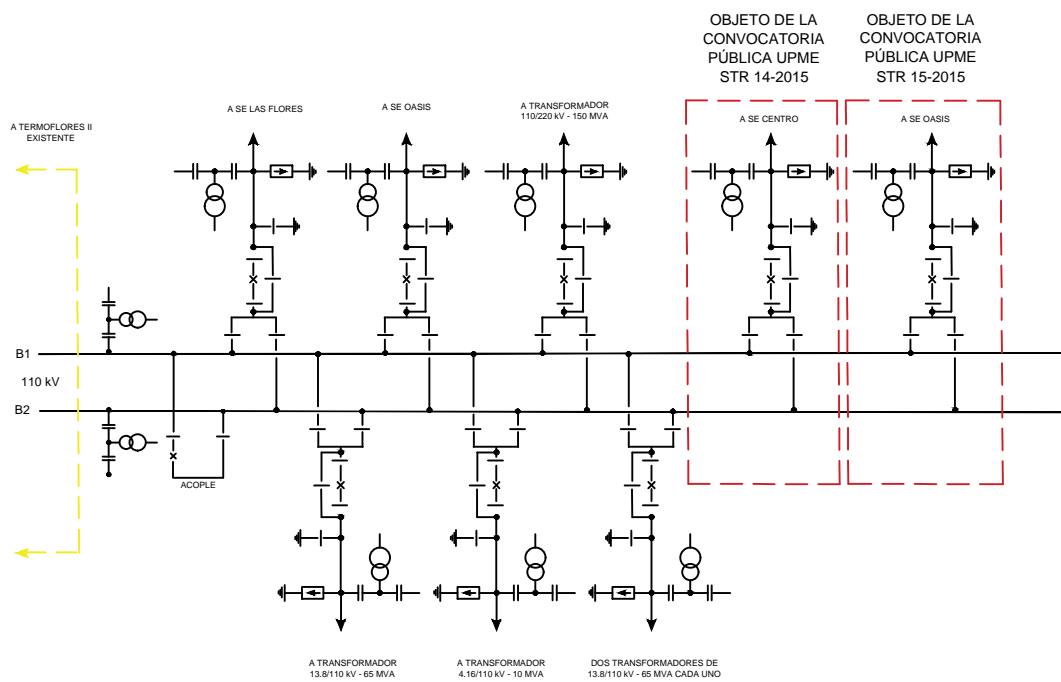 OBJETO DE LA
CONVOCATORIA
PÚBLICA UPME
STR 14-2015
OBJETO DE LA
CONVOCATORIA
PÚBLICA UPME
STR 15-2015
A TERMOFLORES II
EXISTENTE
A SE LAS FLORES
A SE OASIS
A TRANSFORMADOR
110/220 kV - 150 MVA
A SE CENTRO
A SE OASIS
B1
110 kV
B2
ACOPLE
A TRANSFORMADOR
13.8/110 kV - 65 MVA
A TRANSFORMADOR
4.16/110 kV - 10 MVA
DOS TRANSFORMADORES DE
13.8/110 kV - 65 MVA CADA UNO